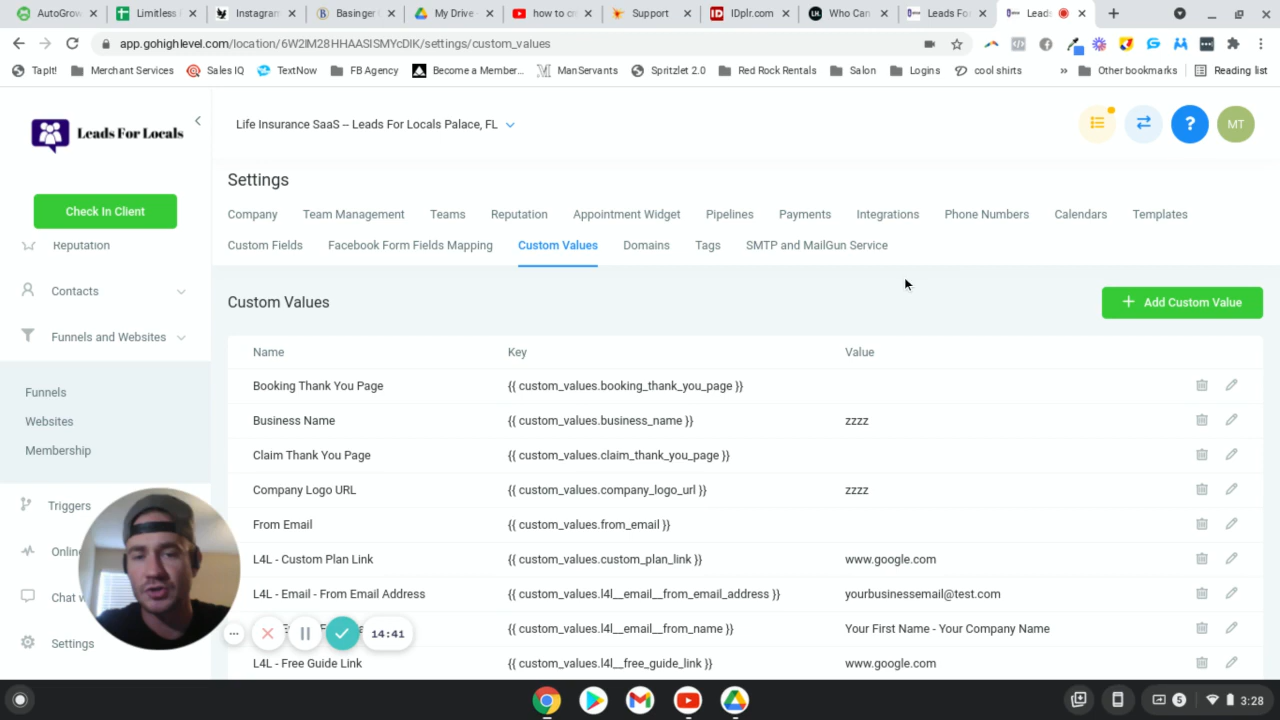 AutoGrow
Limitless
Instagram
Basinger
My Drive
how to cr
Support
IDplr.com
Who Can
Leads Fo
Leads
app.gohighlevel.com/location/6W2IM28HHAASISMYcDIK/settings/custom_values
TapIt!
Merchant Services
Sales IQ
TextNow
FB Agency
Become a Member...
ManServants
Spritzlet 2.0
Red Rock Rentals
Salon
Logins
cool shirts
»
Other bookmarks
Reading list
Leads For Locals
Life Insurance SaaS – Leads For Locals Palace, FL
?
MT
Check In Client
Reputation
Contacts
Funnels and Websites
Funnels
Websites
Membership
Triggers
Onlin
Chat w
Settings
Settings
Company Team Management Teams Reputation Appointment Widget Pipelines Payments Integrations Phone Numbers Calendars Templates
Custom Fields Facebook Form Fields Mapping Custom Values Domains Tags SMTP and MailGun Service
Custom Values
+ Add Custom Value
Name Key Value
Booking Thank You Page {{ custom_values.booking_thank_you_page }}
Business Name {{ custom_values.business_name }} zzzz
Claim Thank You Page {{ custom_values.claim_thank_you_page }}
Company Logo URL {{ custom_values.company_logo_url }} zzzz
From Email {{ custom_values.from_email }}
L4L - Custom Plan Link {{ custom_values.custom_plan_link }} www.google.com
L4L - Email - From Email Address {{ custom_values.l4l__email__from_email_address }} yourbusinessemail@test.com
{{ custom_values.l4l__email__from_name }} Your First Name - Your Company Name
L4L - Free Guide Link {{ custom_values.l4l__free_guide_link }} www.google.com
14:41
5
3:28